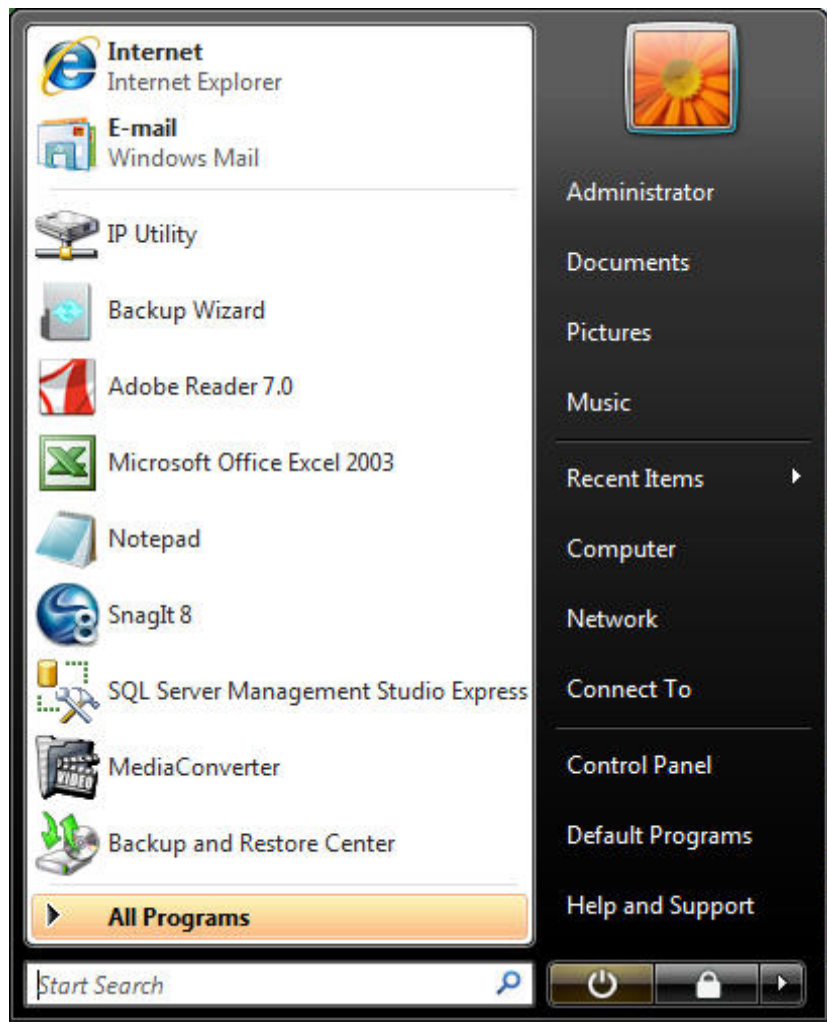 Internet
Internet Explorer
E-mail
Windows Mail
IP Utility
Backup Wizard
Adobe Reader 7.0
Microsoft Office Excel 2003
Notepad
SnagIt 8
SQL Server Management Studio Express
MediaConverter
Backup and Restore Center
All Programs
Start Search
Administrator
Documents
Pictures
Music
Recent Items
Computer
Network
Connect To
Control Panel
Default Programs
Help and Support